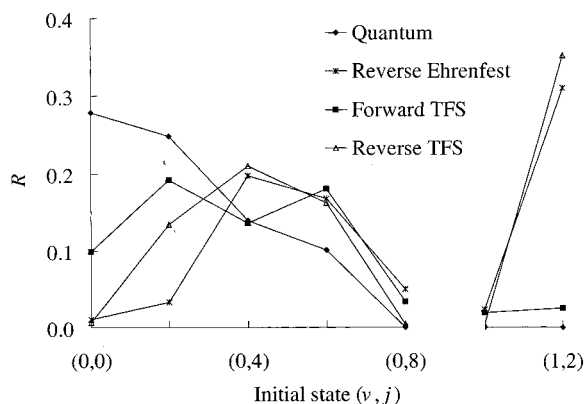 0.4
Quantum
Reverse Ehrenfest
0.3
Forward TFS
Reverse TFS
R
0.2
0.1
0.0
(0,0) (0,4) (0,8) (1,2)
Initial state (v, j)